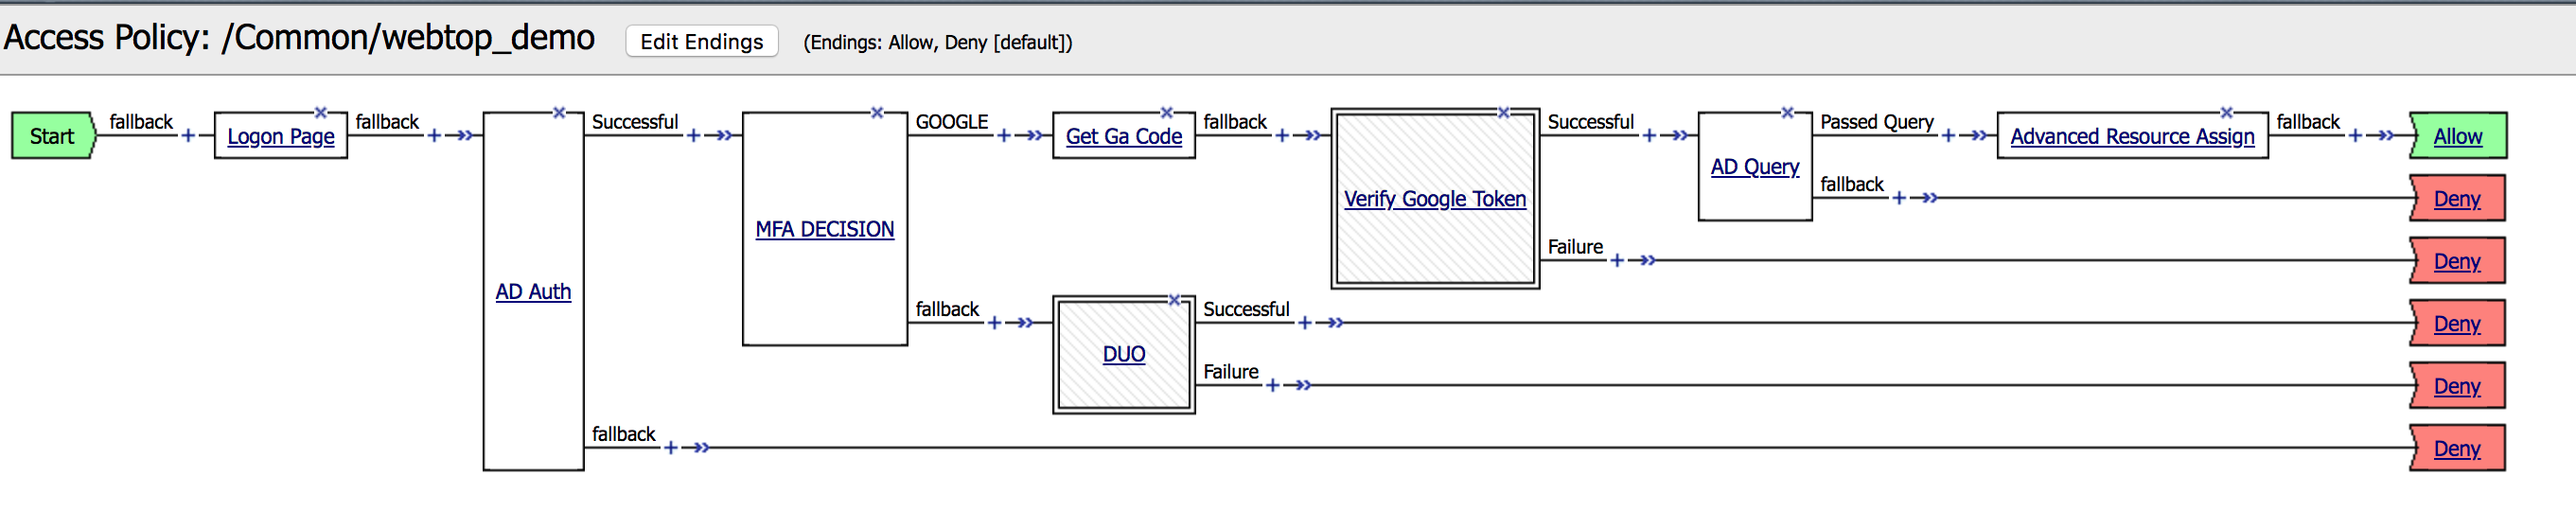 Access Policy: /Common/webtop_demo Edit Endings (Endings: Allow, Deny [default])
Start fallback Logon Page fallback AD Auth Successful MFA DECISION GOOGLE Get Ga Code fallback Verify Google Token Successful AD Query Passed Query Advanced Resource Assign fallback Allow
fallback Deny
Failure Deny
fallback DUO Successful Deny
Failure Deny
fallback Deny